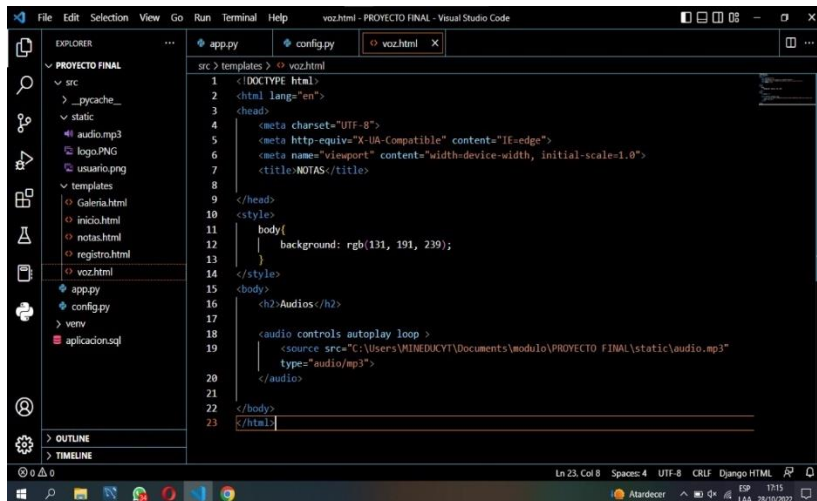 File Edit Selection View Go Run Terminal Help voz.html - PROYECTO FINAL - Visual Studio Code
EXPLORER
PROYECTO FINAL
src
__pycache__
static
audio.mp3
logo.PNG
usuario.png
templates
Galeria.html
inicio.html
notas.html
registro.html
voz.html
app.py
config.py
venv
aplicacion.sql
OUTLINE
TIMELINE
app.py config.py voz.html
src > templates > voz.html
1 <!DOCTYPE html>
2 <html lang="en">
3 <head>
4 <meta charset="UTF-8">
5 <meta http-equiv="X-UA-Compatible" content="IE=edge">
6 <meta name="viewport" content="width=device-width, initial-scale=1.0">
7 <title>NOTAS</title>
8
9 </head>
10 <style>
11 body{
12 background: rgb(131, 191, 239);
13 }
14 </style>
15 <body>
16 <h2>Audios</h2>
17
18 <audio controls autoplay loop >
19 <source src="C:\Users\MINEDUCYT\Documents\modulo\PROYECTO FINAL\static\audio.mp3"
type="audio/mp3">
20 </audio>
21
22 </body>
23 </html>
0 0 Ln 23, Col 8 Spaces: 4 UTF-8 CRLF Django HTML
Atardecer ESP 17:15
LAA 28/10/2022